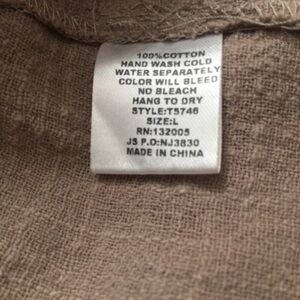 100%COTTON
HAND WASH COLD
WATER SEPARATELY
COLOR WILL BLEED
NO BLEACH
HANG TO DRY
STYLE:T5746
SIZE:L
RN:132005
JS P.O:NJ3830
MADE IN CHINA